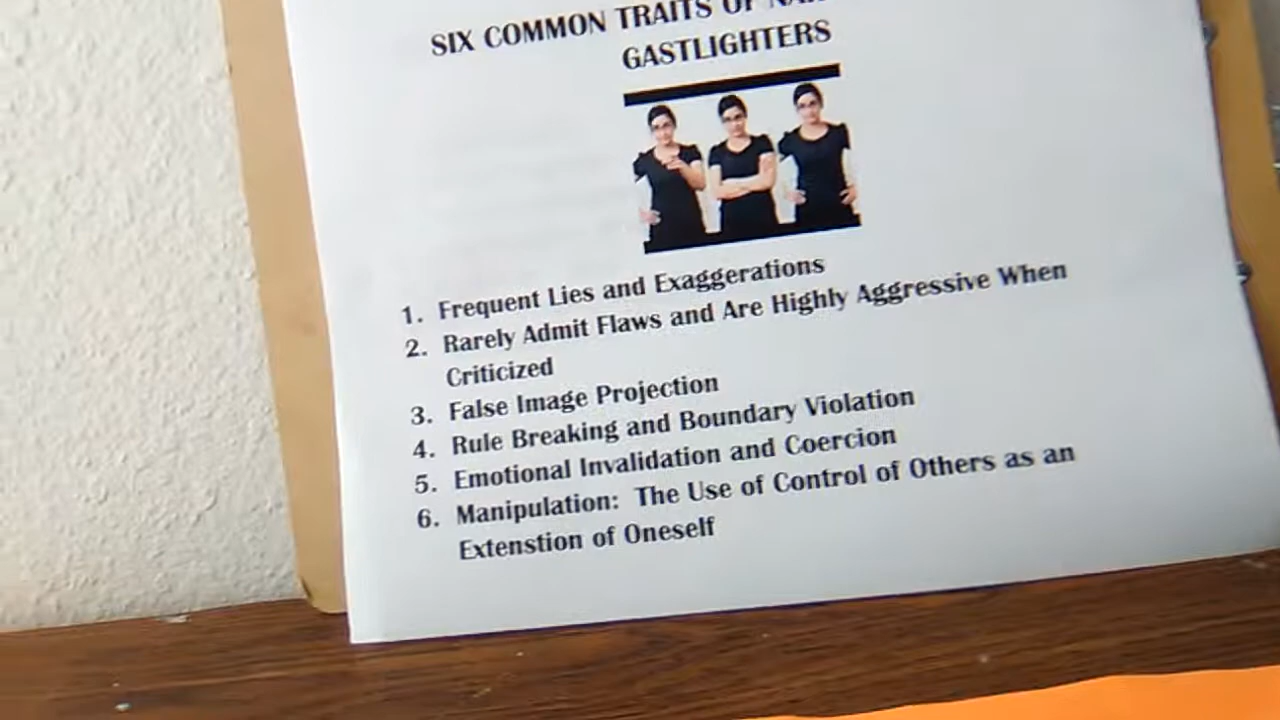 SIX COMMON TRAITS OF
GASTLIGHTERS
1. Frequent Lies and Exaggerations
2. Rarely Admit Flaws and Are Highly Aggressive When
Criticized
3. False Image Projection
4. Rule Breaking and Boundary Violation
5. Emotional Invalidation and Coercion
6. Manipulation: The Use of Control of Others as an
Extenstion of Oneself